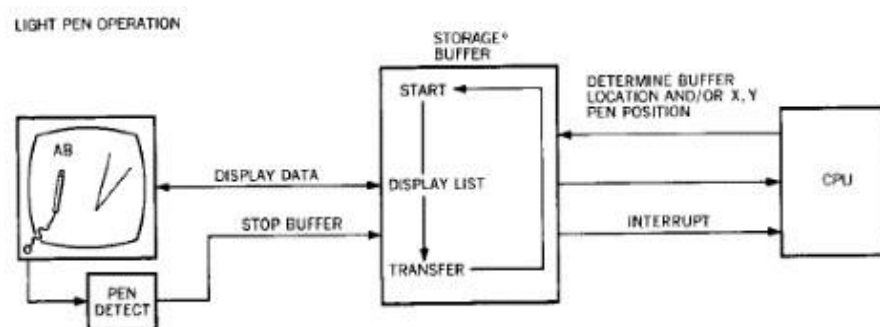 LIGHT PEN OPERATION
STORAGE*
BUFFER
START
DETERMINE BUFFER
LOCATION AND/OR X, Y
PEN POSITION
AB
DISPLAY DATA
DISPLAY LIST
CPU
STOP BUFFER
INTERRUPT
TRANSFER
PEN
DETECT